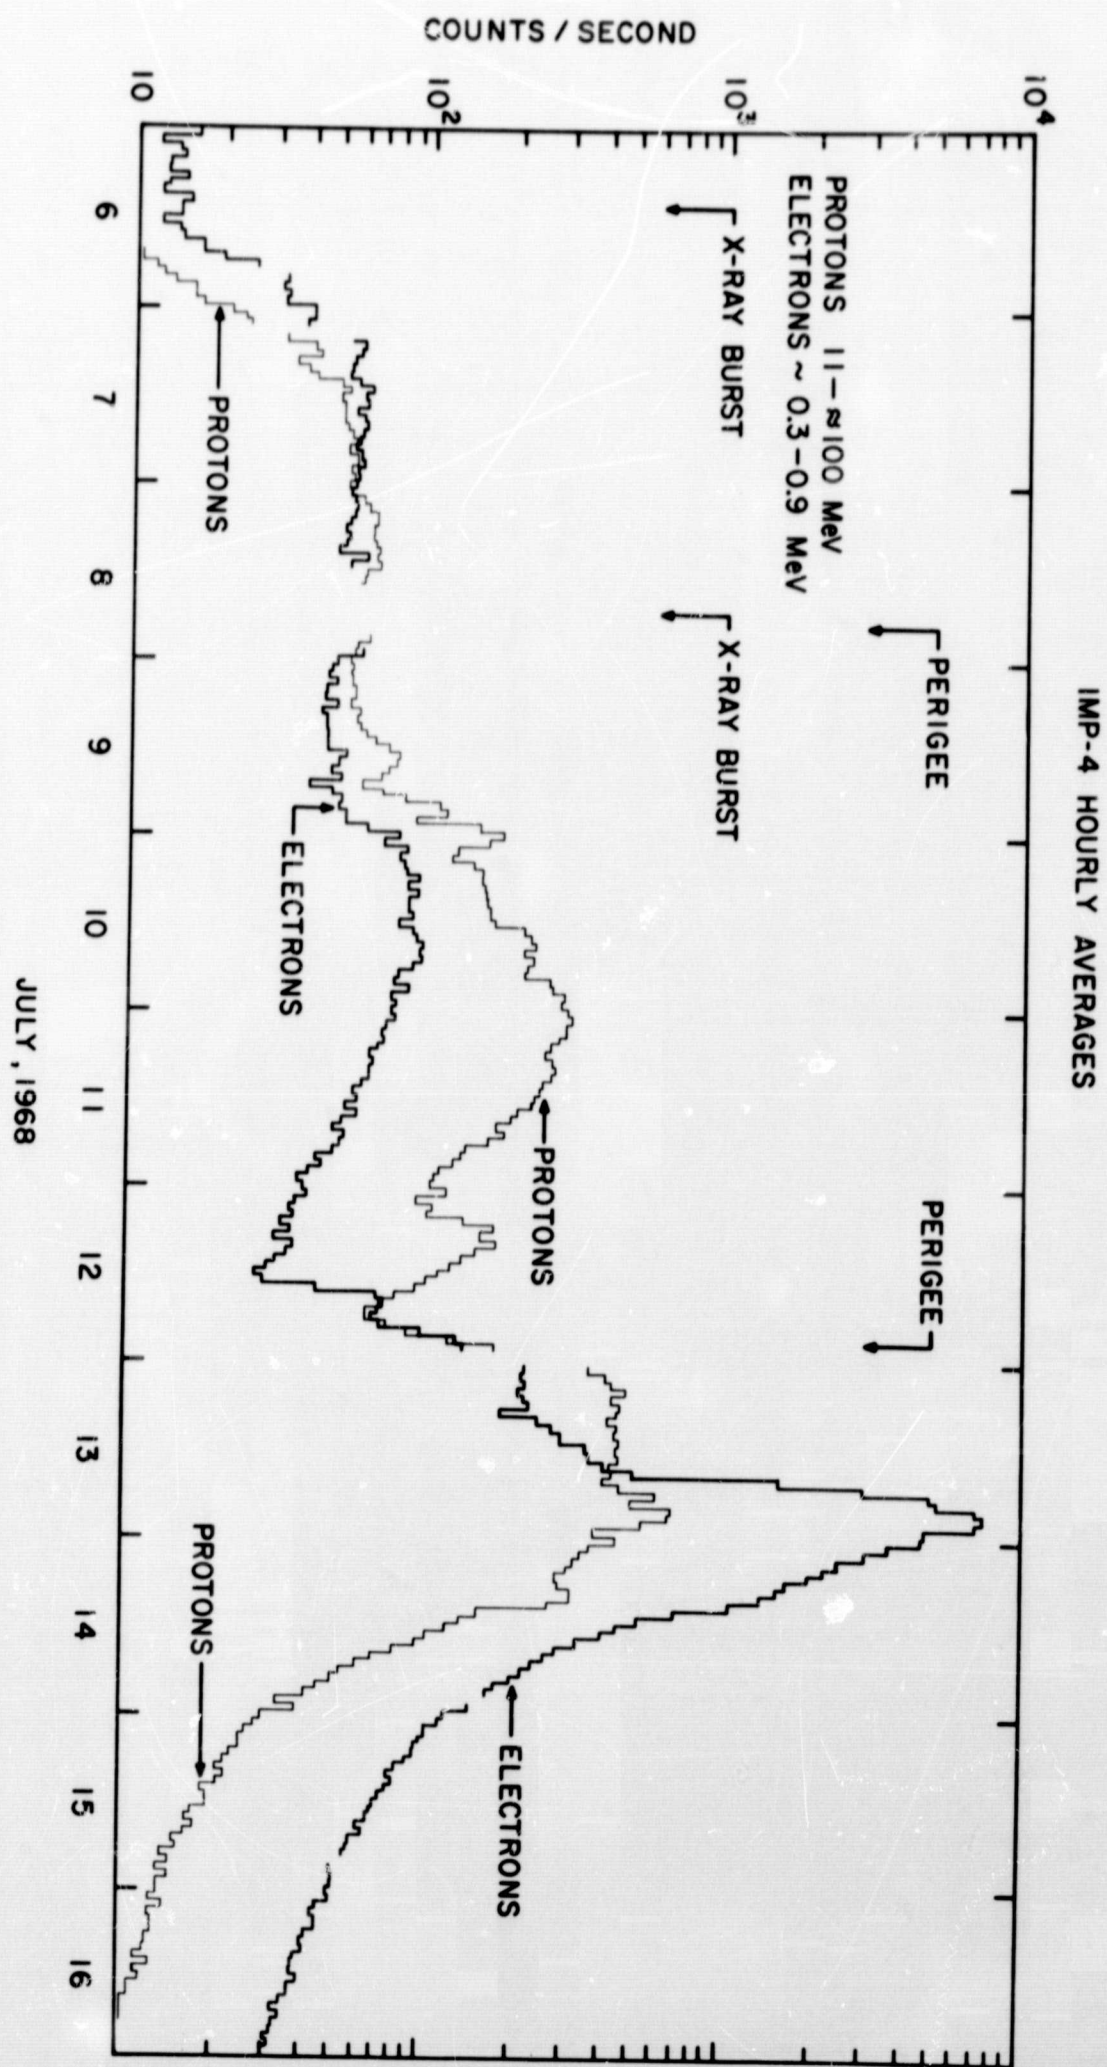 IMP-4 HOURLY AVERAGES
COUNTS / SECOND
10⁴
10³
10²
10
PROTONS 11-≈100 MeV
ELECTRONS ~ 0.3-0.9 MeV
X-RAY BURST
X-RAY BURST
PERIGEE
PERIGEE
PROTONS
ELECTRONS
PROTONS
PROTONS
ELECTRONS
6 7 8 9 10 11 12 13 14 15 16
JULY, 1968